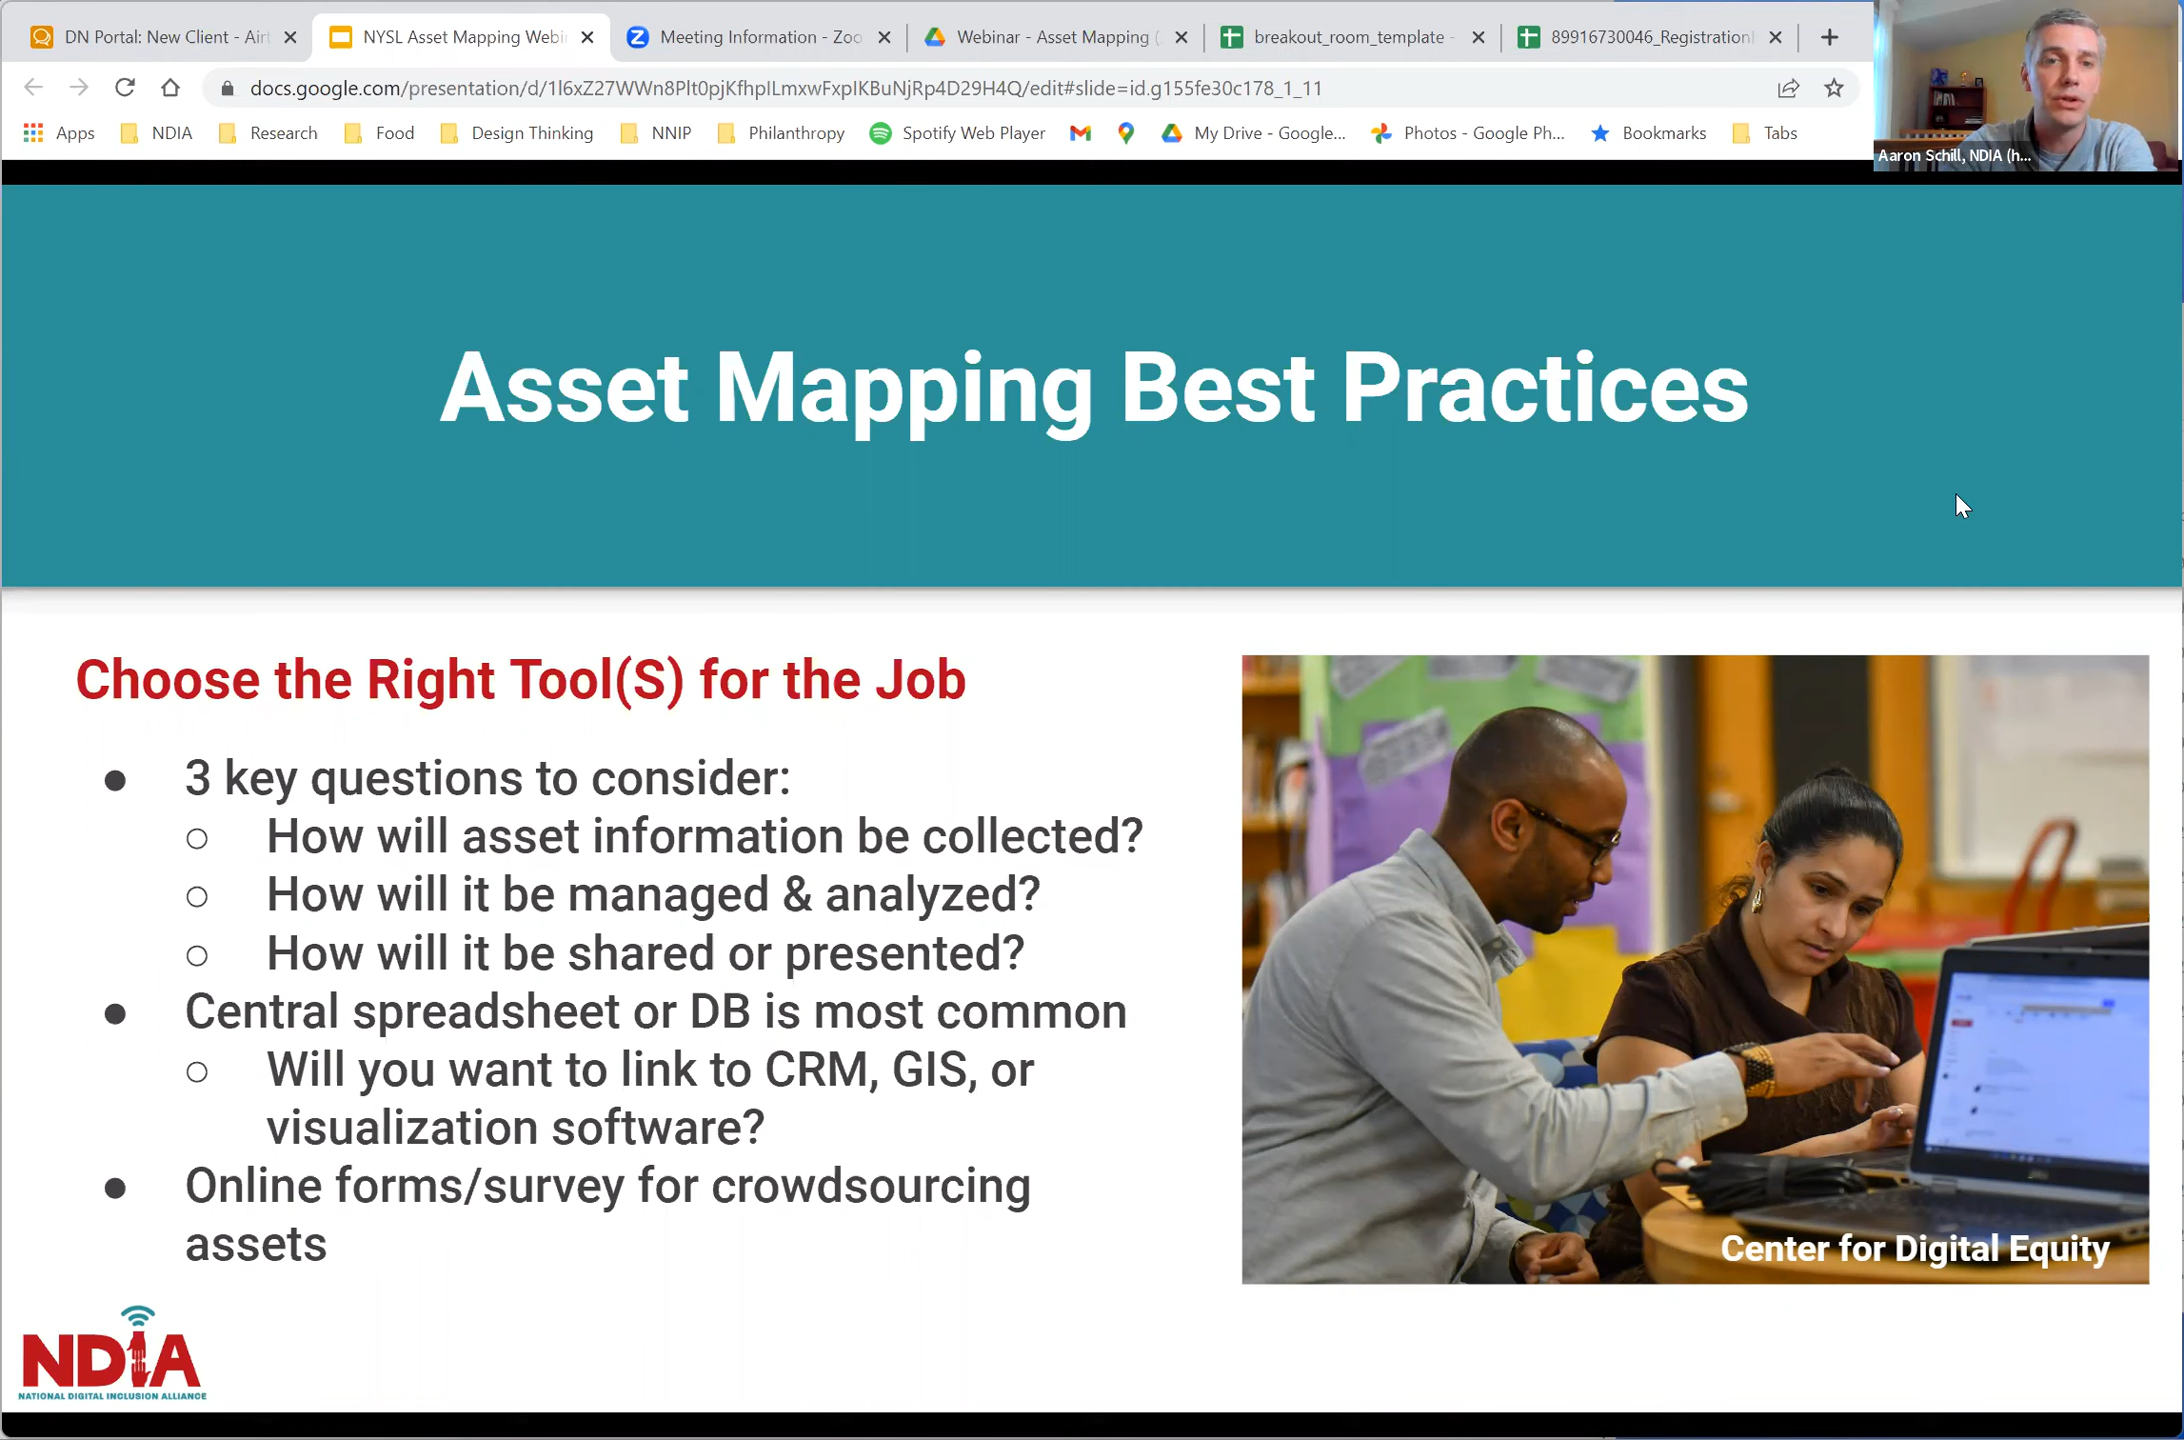 DN Portal: New Client - Airt
NYSL Asset Mapping Webi
Meeting Information - Zoo
Webinar - Asset Mapping (
breakout_room_template -
89916730046_Registration
docs.google.com/presentation/d/1l6xZ27WWn8Plt0pjKfhpILmxwFxpIKBuNjRp4D29H4Q/edit#slide=id.g155fe30c178_1_11
Apps
NDIA
Research
Food
Design Thinking
NNIP
Philanthropy
Spotify Web Player
My Drive - Google...
Photos - Google Ph...
Bookmarks
Tabs
Aaron Schill, NDIA (h...
Asset Mapping Best Practices
Choose the Right Tool(S) for the Job
● 3 key questions to consider:
○ How will asset information be collected?
○ How will it be managed & analyzed?
○ How will it be shared or presented?
● Central spreadsheet or DB is most common
○ Will you want to link to CRM, GIS, or
visualization software?
● Online forms/survey for crowdsourcing
assets
Center for Digital Equity
NDIA
NATIONAL DIGITAL INCLUSION ALLIANCE